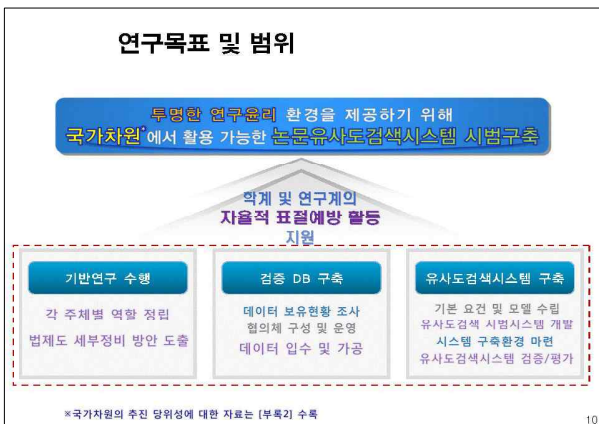 연구목표 및 범위
투명한 연구윤리 환경을 제공하기 위해
국가차원*에서 활용 가능한 논문유사도검색시스템 시범구축
학계 및 연구계의
자율적 표절예방 활동
지원
기반연구 수행
각 주체별 역할 정립
법제도 세부정비 방안 도출
검증 DB 구축
데이터 보유현황 조사
협의체 구성 및 운영
데이터 입수 및 가공
유사도검색시스템 구축
기본 요건 및 모델 수립
유사도검색 시범시스템 개발
시스템 구축환경 마련
유사도검색시스템 검증/평가
※국가차원의 추진 당위성에 대한 자료는 [부록2] 수록
10